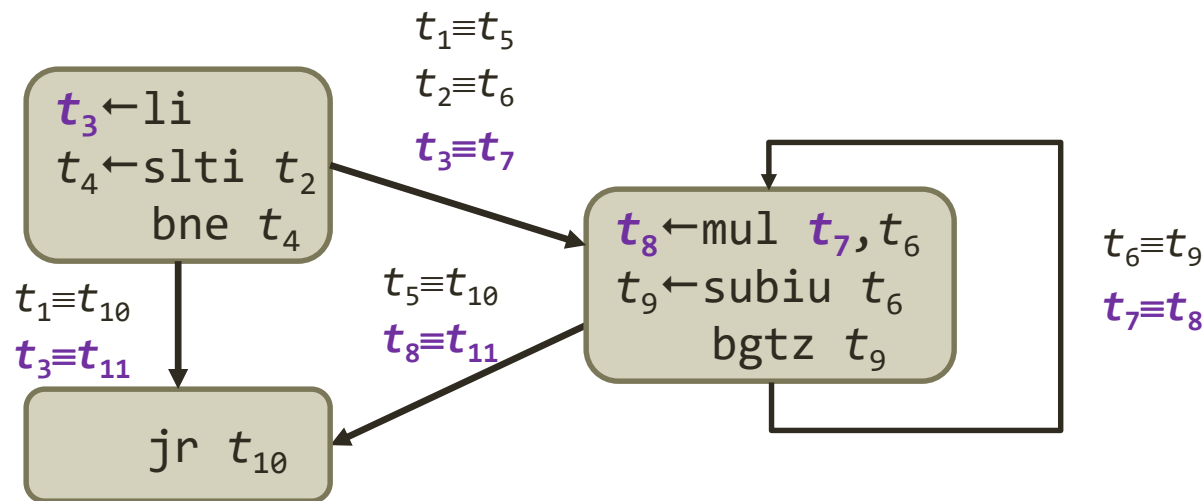 t₁≡t₅
t₂≡t₆
t₃≡t₇
t₃←li
t₄←slti t₂
bne t₄
t₈←mul t₇,t₆
t₉←subiu t₆
bgtz t₉
t₆≡t₉
t₇≡t₈
t₁≡t₁₀
t₃≡t₁₁
t₅≡t₁₀
t₈≡t₁₁
jr t₁₀